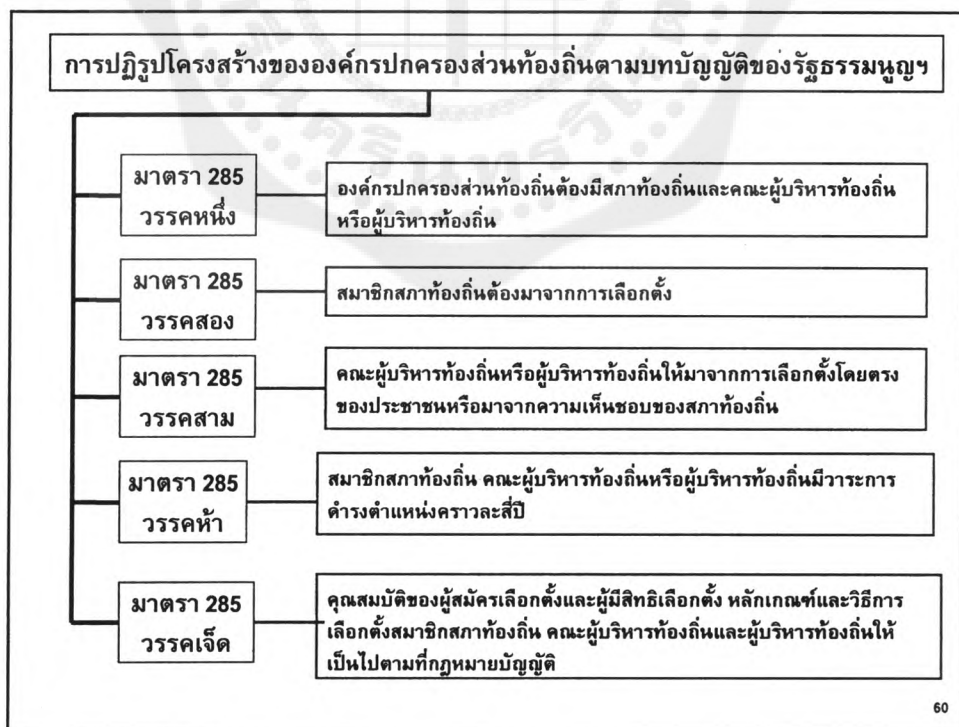 การปฏิรูปโครงสร้างขององค์กรปกครองส่วนท้องถิ่นตามบทบัญญัติของรัฐธรรมนูญฯ
มาตรา 285
วรรคหนึ่ง
องค์กรปกครองส่วนท้องถิ่นต้องมีสภาท้องถิ่นและคณะผู้บริหารท้องถิ่น
หรือผู้บริหารท้องถิ่น
มาตรา 285
วรรคสอง
สมาชิกสภาท้องถิ่นต้องมาจากการเลือกตั้ง
มาตรา 285
วรรคสาม
คณะผู้บริหารท้องถิ่นหรือผู้บริหารท้องถิ่นให้มาจากการเลือกตั้งโดยตรง
ของประชาชนหรือมาจากความเห็นชอบของสภาท้องถิ่น
มาตรา 285
วรรคห้า
สมาชิกสภาท้องถิ่น คณะผู้บริหารท้องถิ่นหรือผู้บริหารท้องถิ่นมีวาระการ
ดำรงตำแหน่งคราวละสี่ปี
มาตรา 285
วรรคเจ็ด
คุณสมบัติของผู้สมัครเลือกตั้งและผู้มีสิทธิเลือกตั้ง หลักเกณฑ์และวิธีการ
เลือกตั้งสมาชิกสภาท้องถิ่น คณะผู้บริหารท้องถิ่นและผู้บริหารท้องถิ่นให้
เป็นไปตามที่กฎหมายบัญญัติ
60